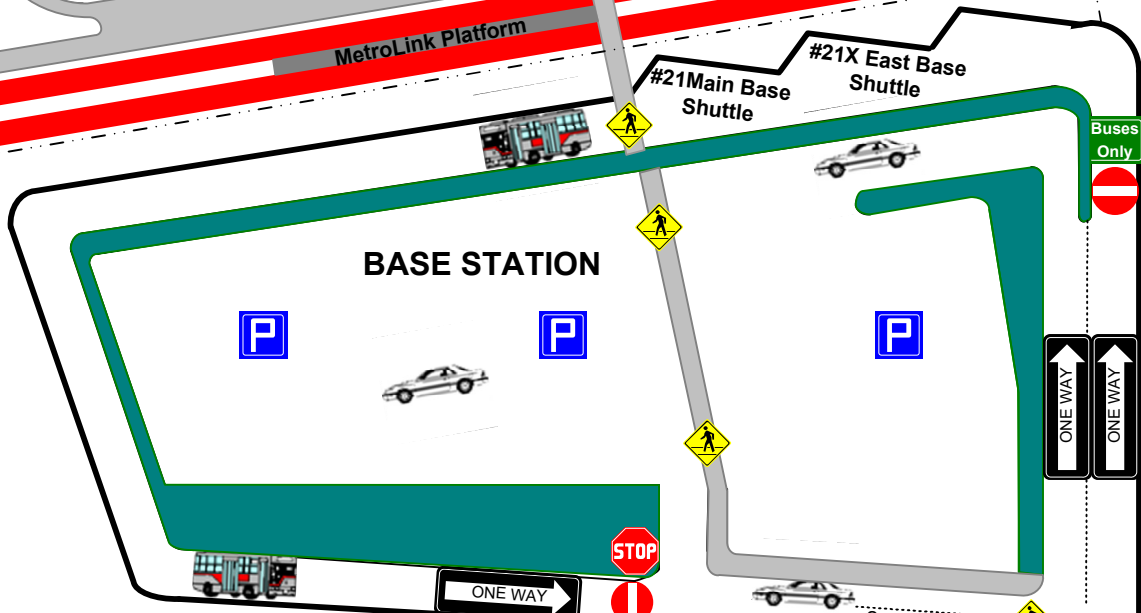 MetroLink Platform
#21X East Base
Shuttle
#21Main Base
Shuttle
Buses
Only
BASE STATION
P
P
P
ONE WAY
ONE WAY
STOP
ONE WAY